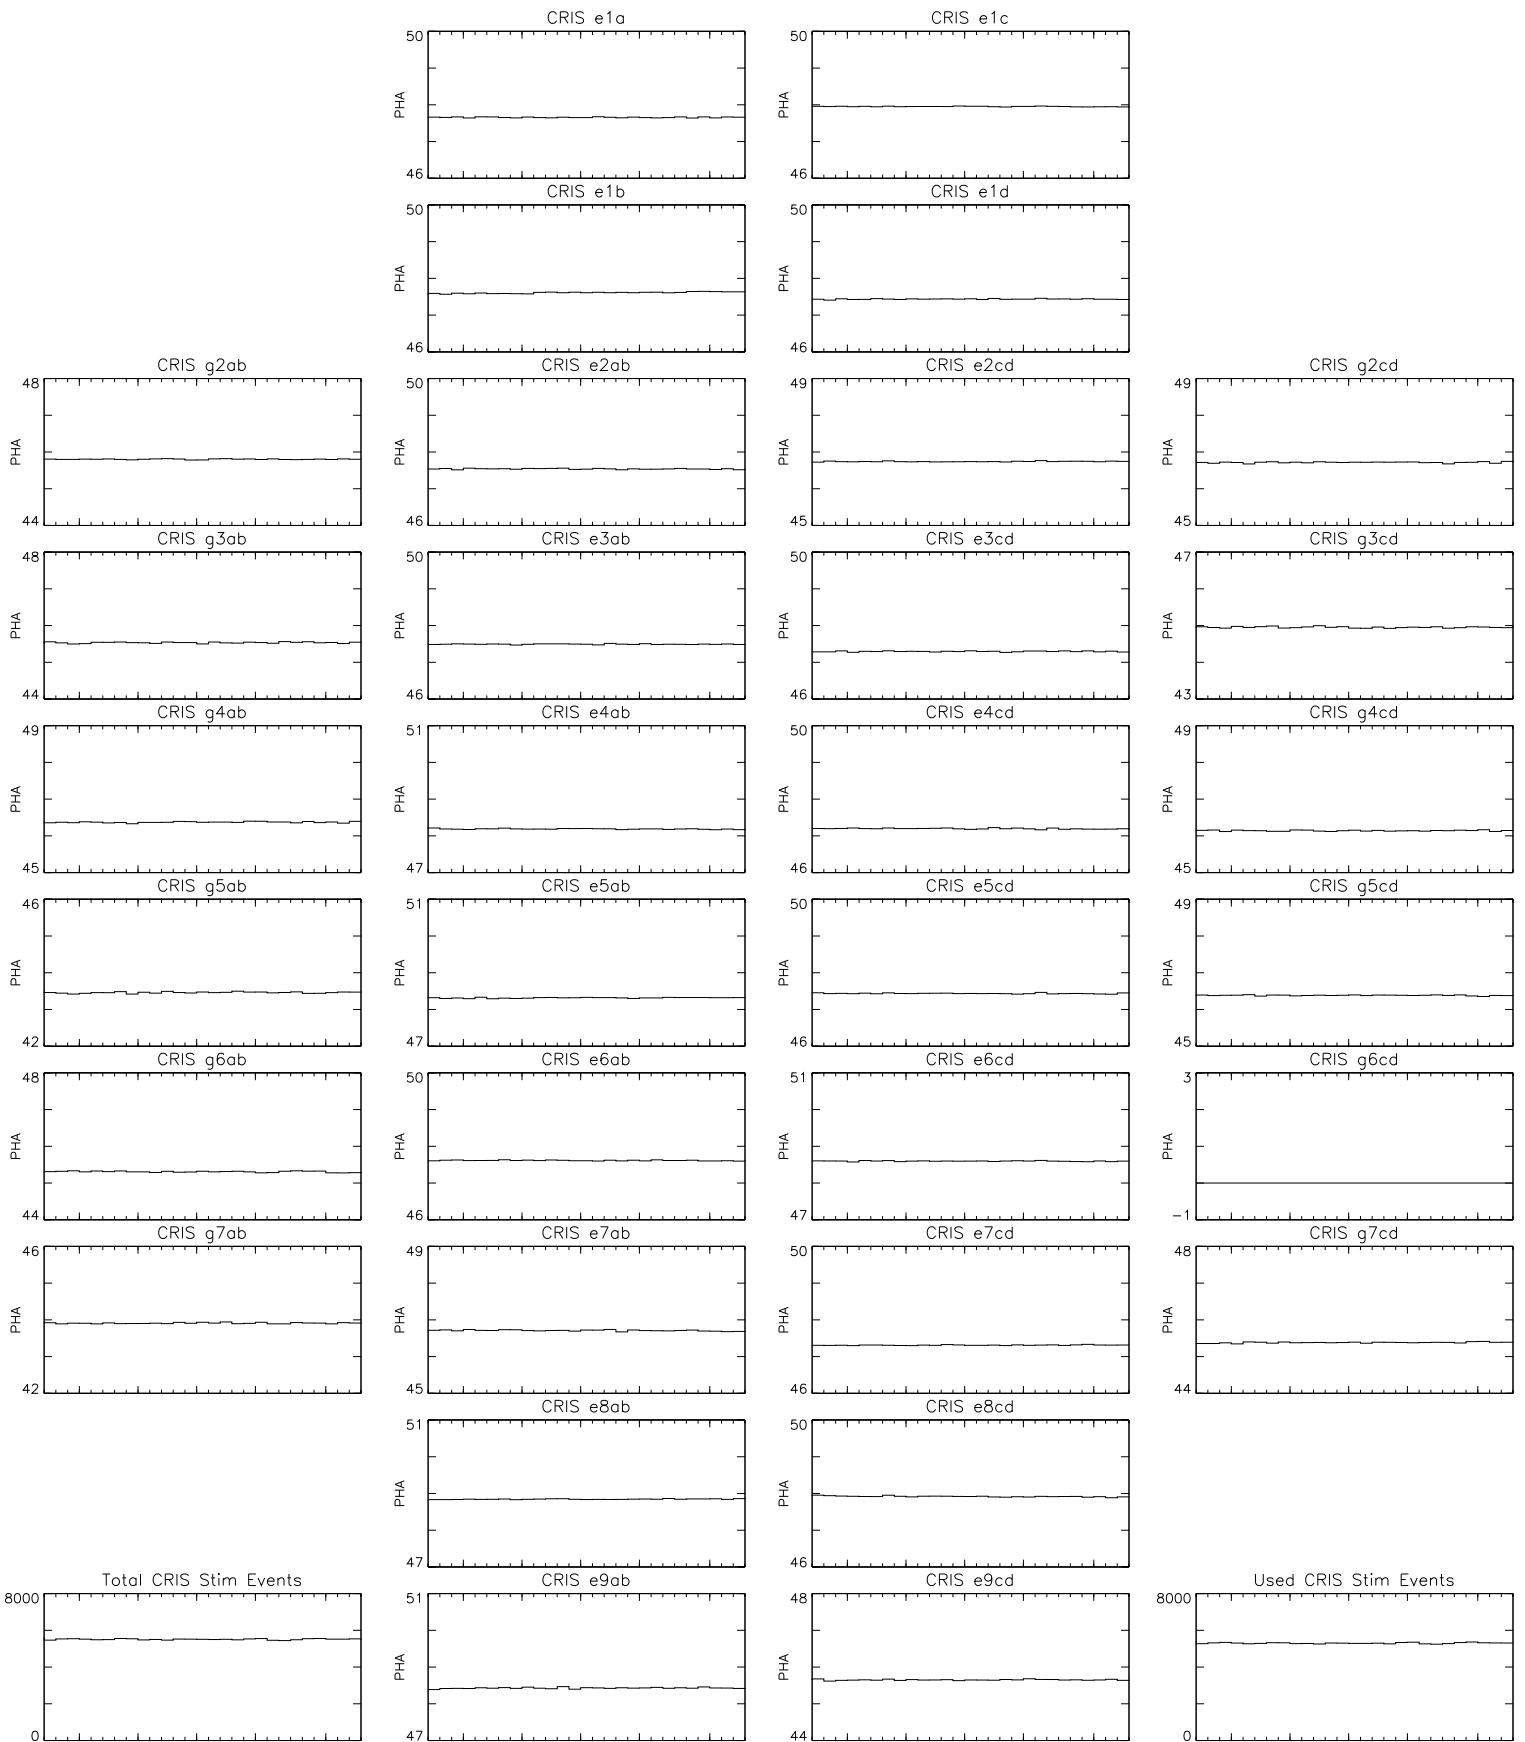 CRIS e1a
CRIS e1c
50
PHA
46
50
PHA
46
CRIS e1b
CRIS e1d
50
PHA
46
50
PHA
46
CRIS g2ab
CRIS e2ab
CRIS e2cd
CRIS g2cd
48
PHA
44
50
PHA
46
49
PHA
45
49
PHA
45
CRIS g3ab
CRIS e3ab
CRIS e3cd
CRIS g3cd
48
PHA
44
50
PHA
46
50
PHA
46
47
PHA
43
CRIS g4ab
CRIS e4ab
CRIS e4cd
CRIS g4cd
49
PHA
45
51
PHA
47
50
PHA
46
49
PHA
45
CRIS g5ab
CRIS e5ab
CRIS e5cd
CRIS g5cd
46
PHA
42
51
PHA
47
50
PHA
46
49
PHA
45
CRIS g6ab
CRIS e6ab
CRIS e6cd
CRIS g6cd
48
PHA
44
50
PHA
46
51
PHA
47
3
PHA
-1
CRIS g7ab
CRIS e7ab
CRIS e7cd
CRIS g7cd
46
PHA
42
49
PHA
45
50
PHA
46
48
PHA
44
CRIS e8ab
CRIS e8cd
51
PHA
47
50
PHA
46
Total CRIS Stim Events
CRIS e9ab
CRIS e9cd
Used CRIS Stim Events
8000
0
51
PHA
47
48
PHA
44
8000
0